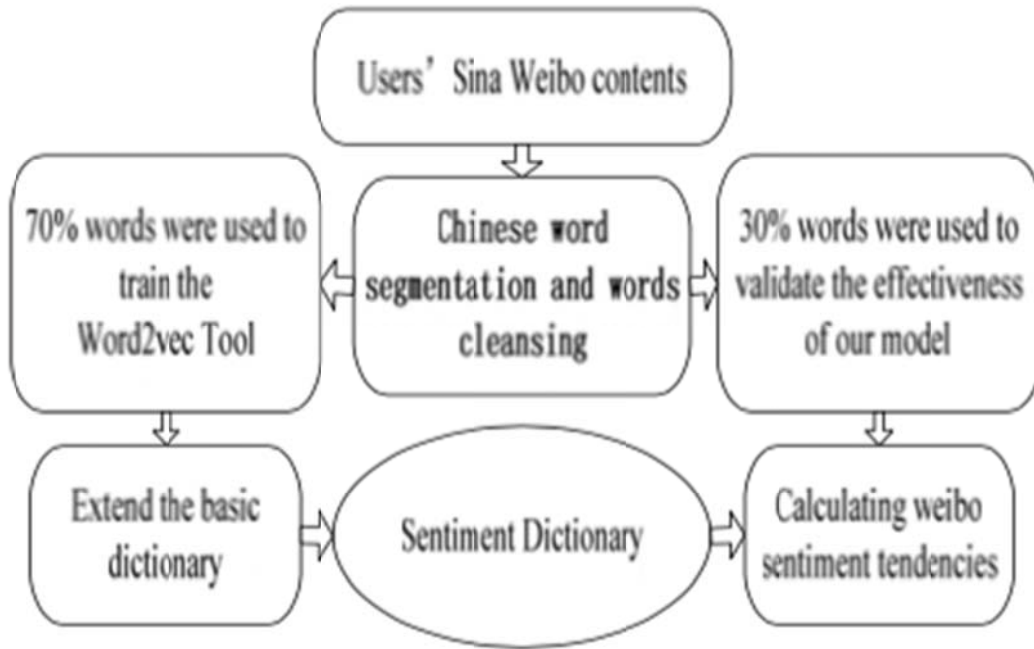 Users’ Sina Weibo contents
70% words were used to
train the
Word2vec Tool
Chinese word
segmentation and words
cleansing
30% words were used to
validate the effectiveness
of our model
Extend the basic
dictionary
Sentiment Dictionary
Calculating weibo
sentiment tendencies